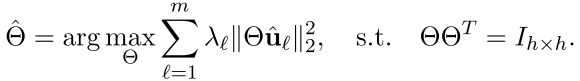 $$\hat{\Theta} = \arg\max_{\Theta} \sum_{\ell=1}^{m} \lambda_{\ell} \|\Theta \hat{\mathbf{u}}_{\ell}\|_2^2, \quad \text{s.t.} \quad \Theta\Theta^T = I_{h \times h}.$$